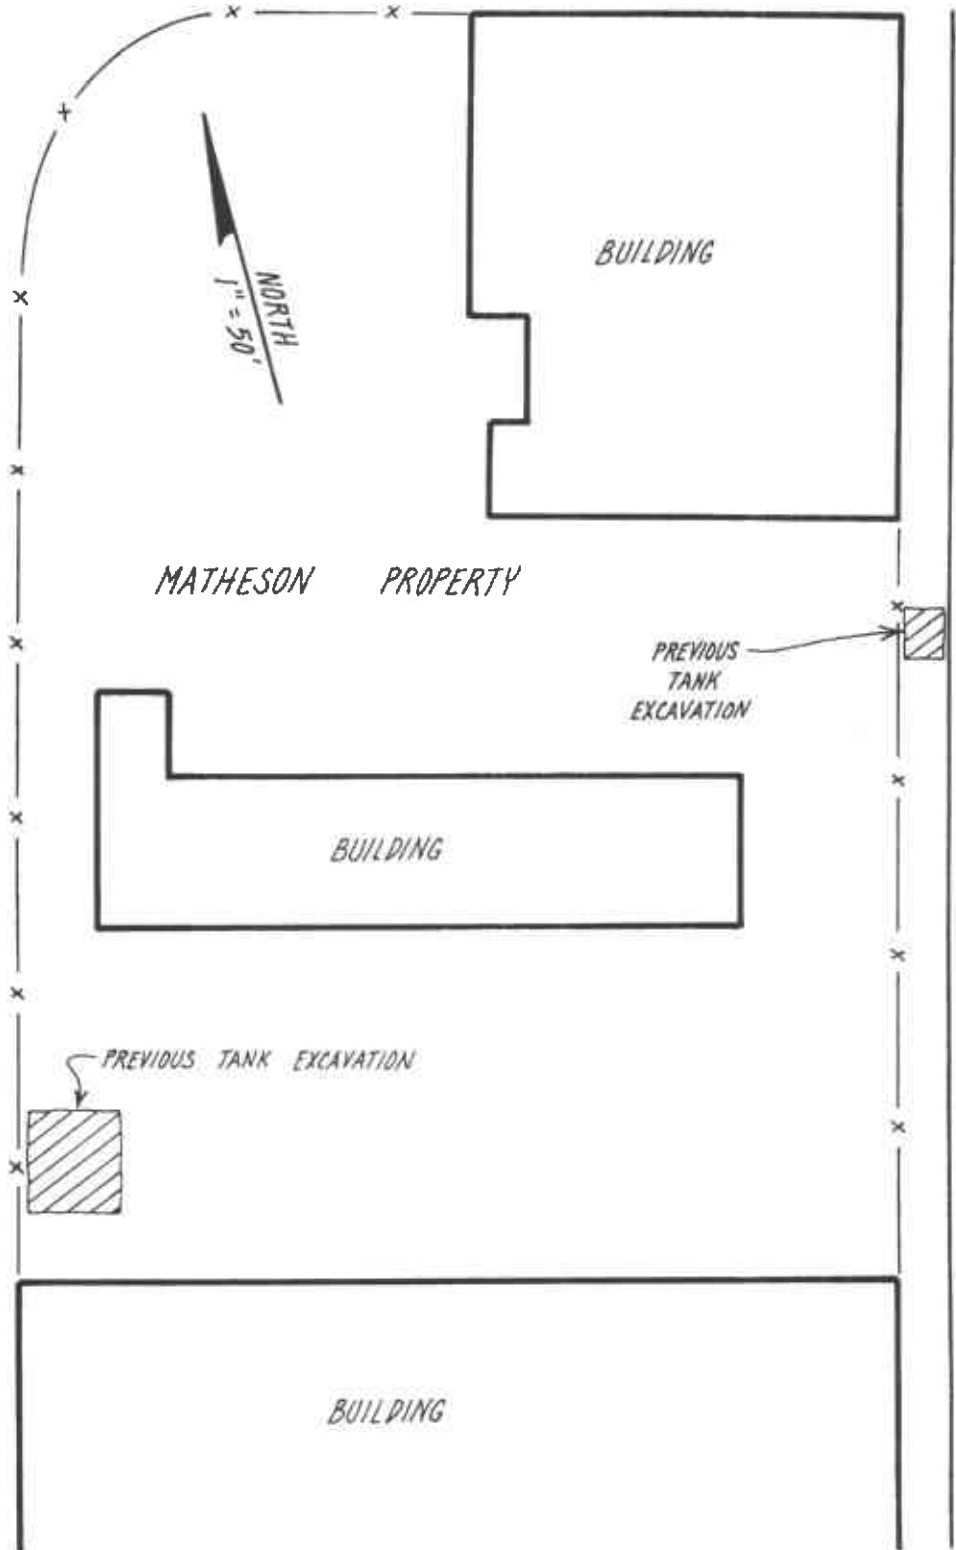 BUILDING
NORTH
1" = 50'
MATHESON PROPERTY
PREVIOUS
TANK
EXCAVATION
BUILDING
PREVIOUS TANK EXCAVATION
BUILDING